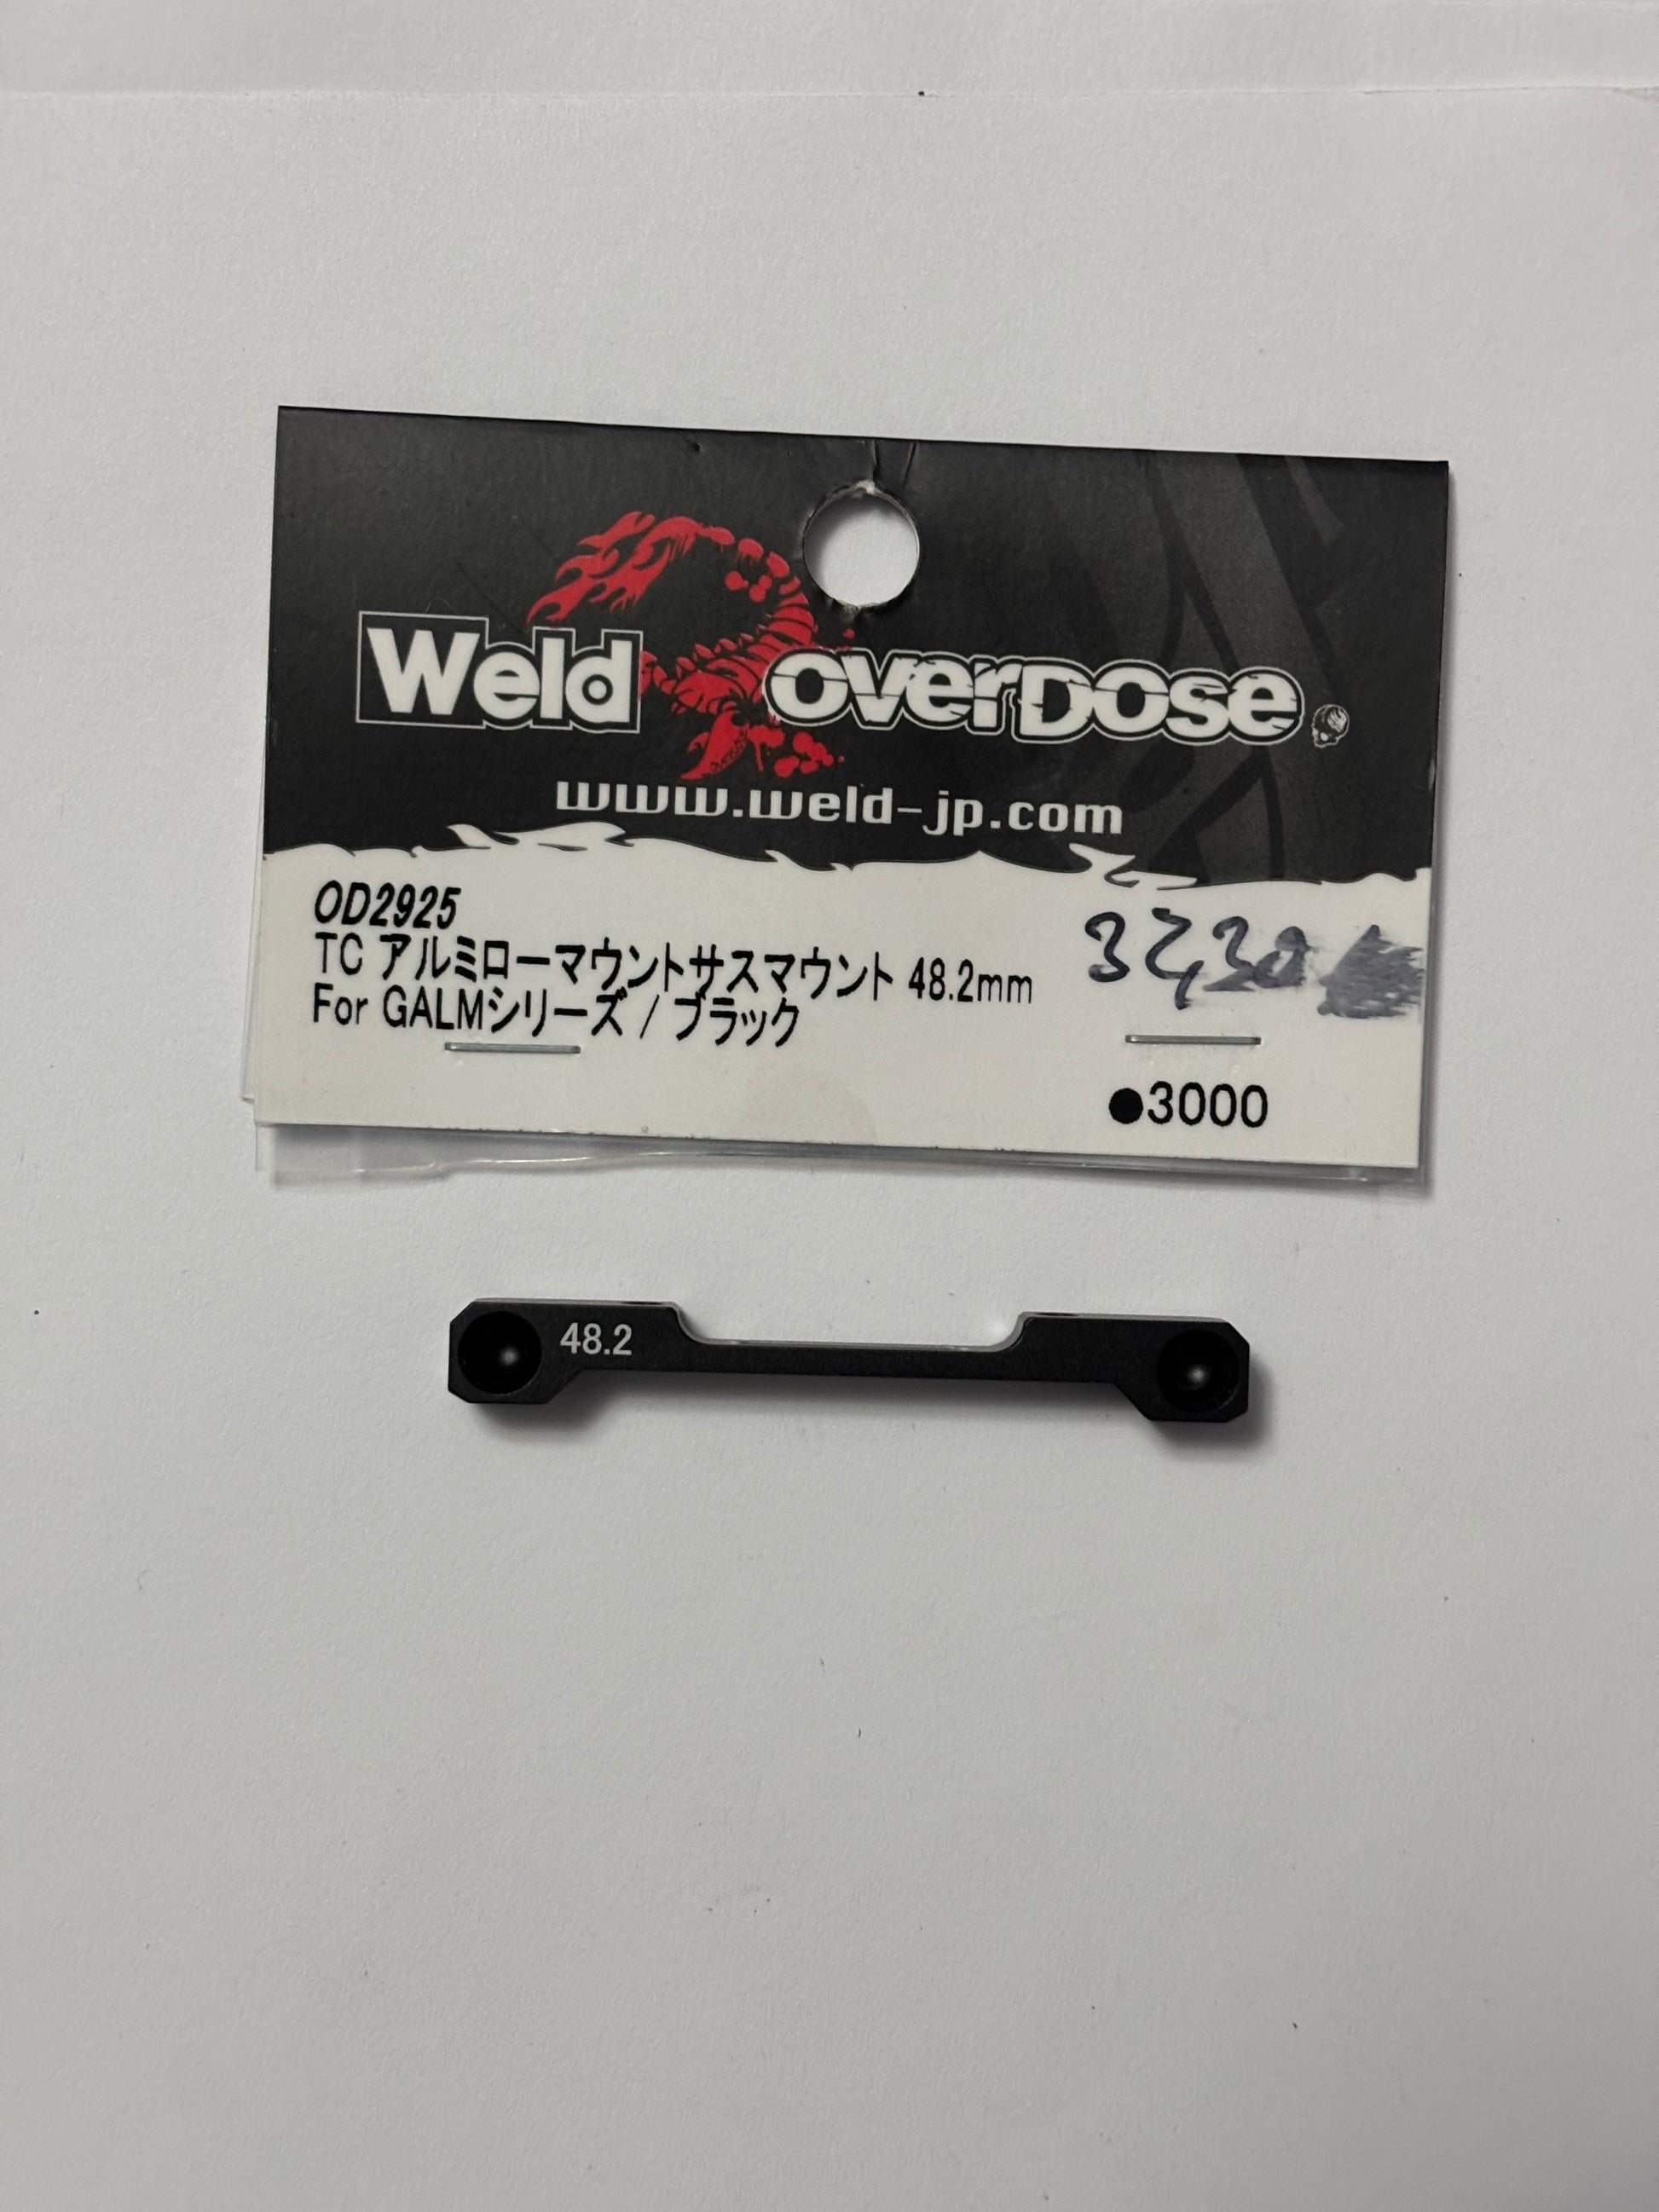 Weld overDose
www.weld-jp.com
OD2925
TC アルミローマウントサスマウント 48.2mm
For GALMシリーズ / ブラック
37,30
●3000
48.2